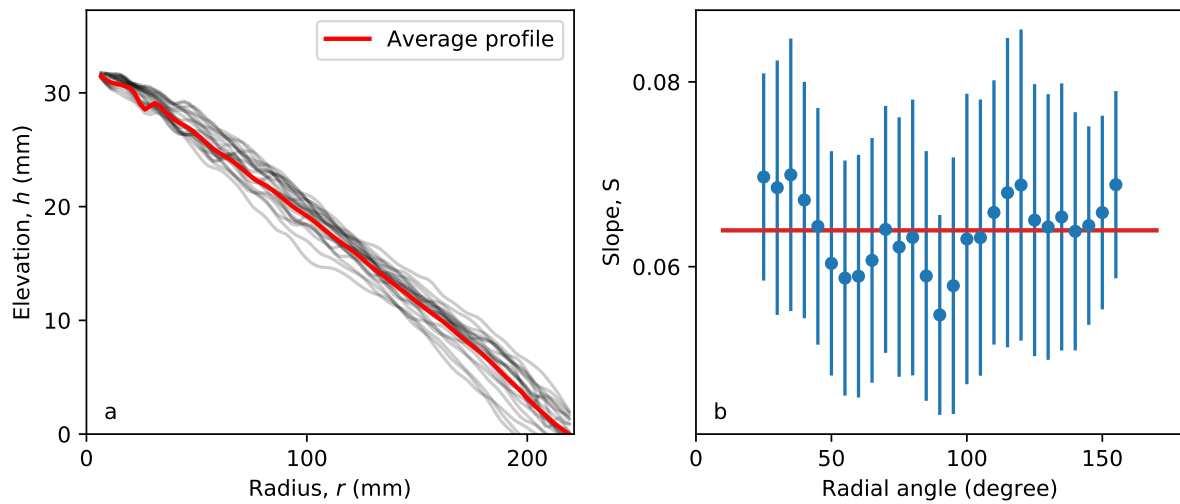 Average profile
30
20
10
0
Elevation, h (mm)
a
0
100
200
Radius, r (mm)
0.08
0.06
Slope, S
b
0
50
100
150
Radial angle (degree)